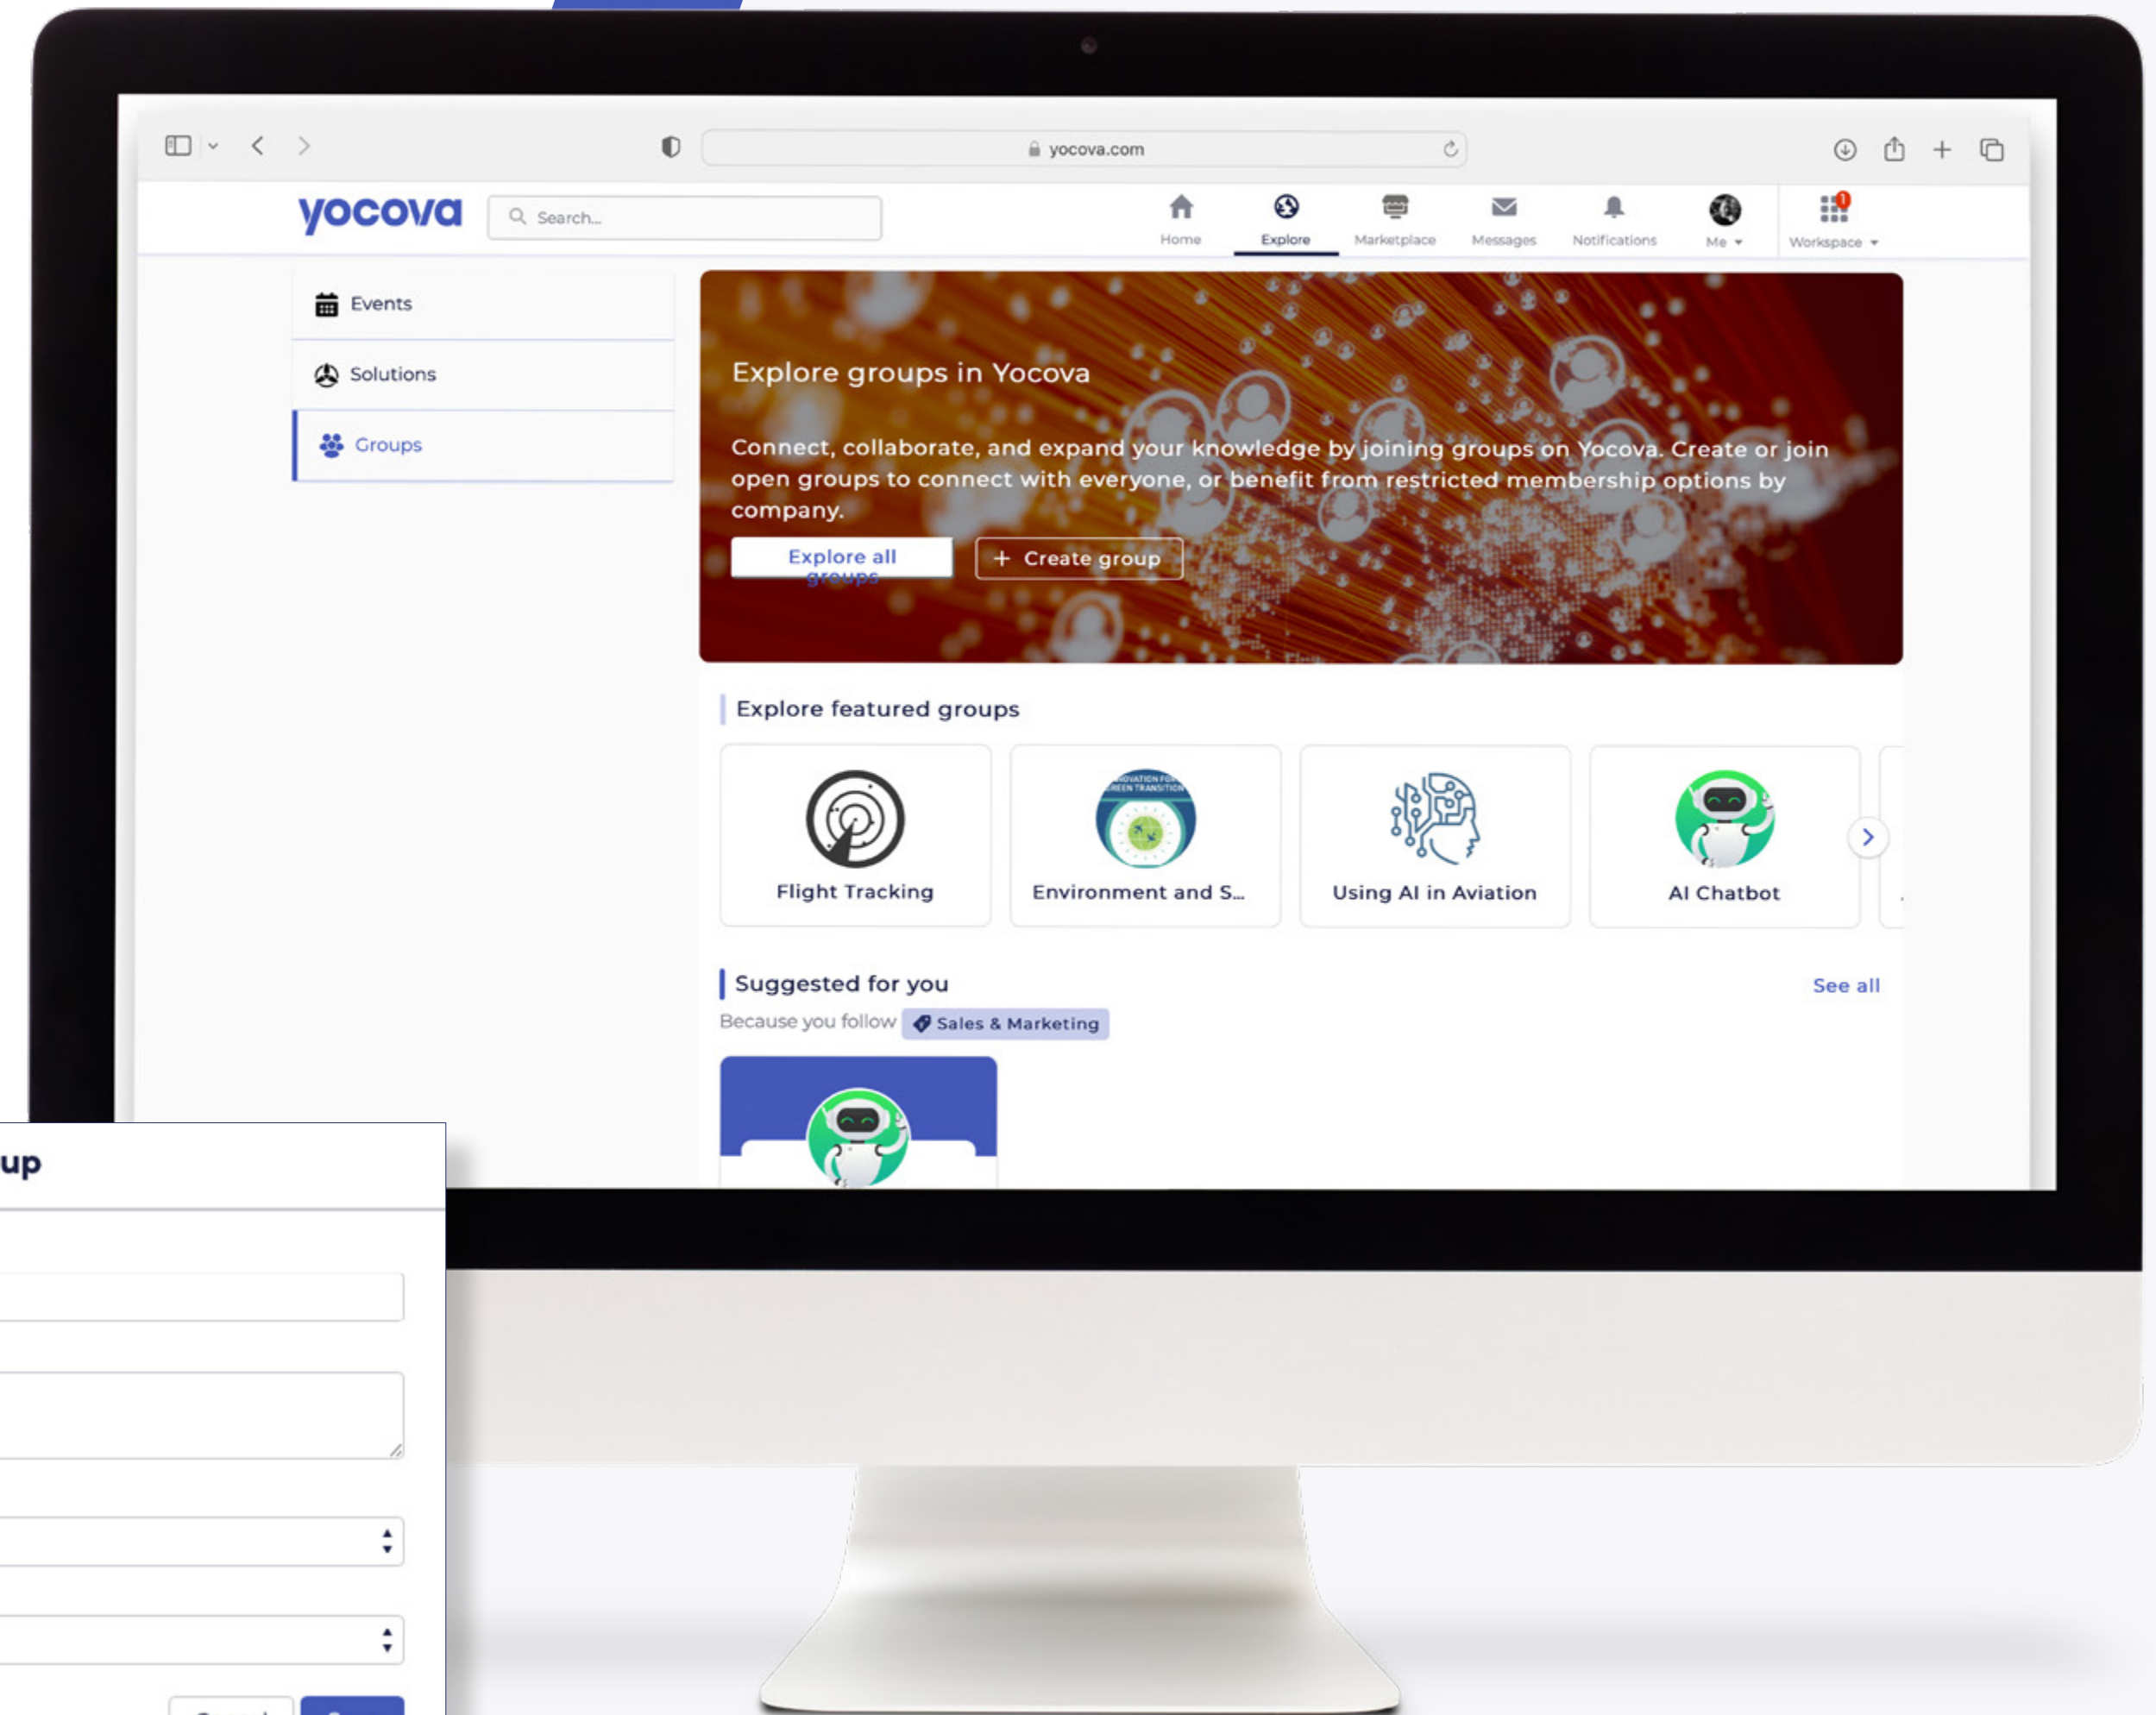 yocova.com
yocova
Search...
Home
Explore
Marketplace
Messages
Notifications
Me
1
Workspace
Events
Solutions
Groups
Explore groups in Yocova
Connect, collaborate, and expand your knowledge by joining groups on Yocova. Create or join
open groups to connect with everyone, or benefit from restricted membership options by
company.
Explore all
groups
+ Create group
Explore featured groups
Flight Tracking
GREEN TRANSITION
Environment and S...
Using AI in Aviation
AI Chatbot
Suggested for you
See all
Because you follow
Sales & Marketing
up